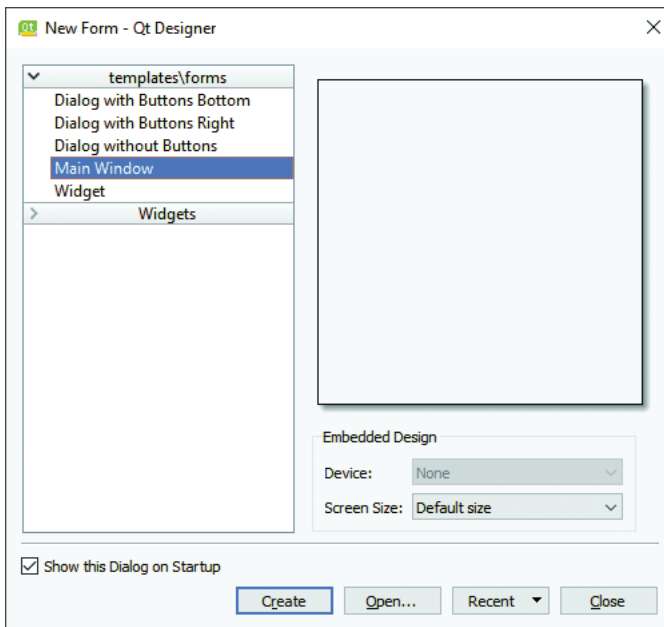 Qt
New Form - Qt Designer
templates\forms
Dialog with Buttons Bottom
Dialog with Buttons Right
Dialog without Buttons
Main Window
Widget
Widgets
Embedded Design
Device: None
Screen Size: Default size
Show this Dialog on Startup
Create Open... Recent Close